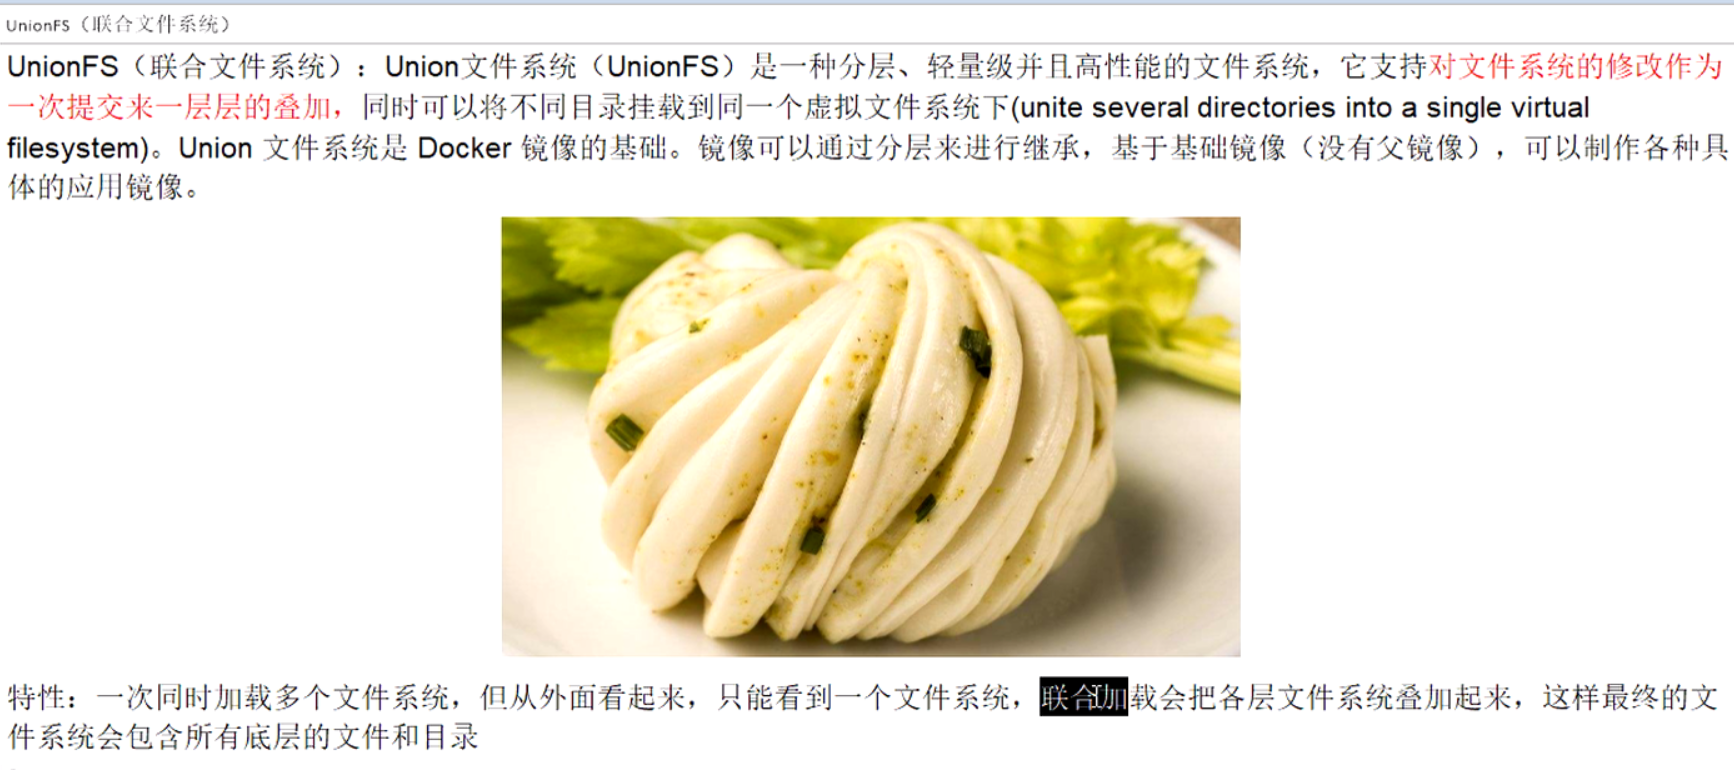 UnionFS（联合文件系统）
UnionFS（联合文件系统）：Union文件系统（UnionFS）是一种分层、轻量级并且高性能的文件系统，它支持对文件系统的修改作为
一次提交来一层层的叠加，同时可以将不同目录挂载到同一个虚拟文件系统下(unite several directories into a single virtual
filesystem)。Union 文件系统是 Docker 镜像的基础。镜像可以通过分层来进行继承，基于基础镜像（没有父镜像），可以制作各种具
体的应用镜像。
特性：一次同时加载多个文件系统，但从外面看起来，只能看到一个文件系统，联合加载会把各层文件系统叠加起来，这样最终的文
件系统会包含所有底层的文件和目录